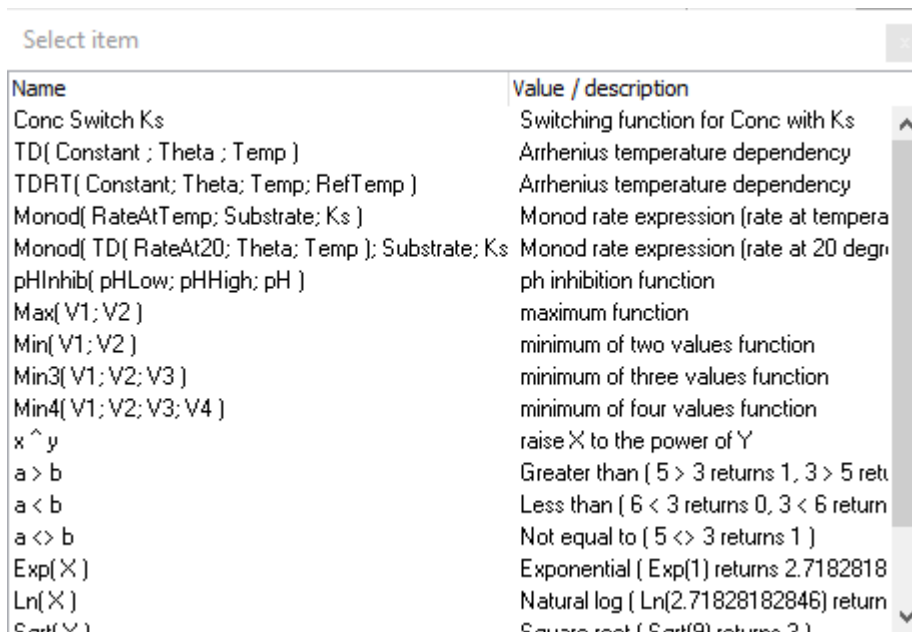 Select item
Name Value / description
Conc Switch Ks Switching function for Conc with Ks
TD( Constant ; Theta ; Temp ) Arrhenius temperature dependency
TDRT( Constant; Theta; Temp; RefTemp ) Arrhenius temperature dependency
Monod( RateAtTemp; Substrate; Ks ) Monod rate expression (rate at tempera
Monod( TD( RateAt20; Theta; Temp ); Substrate; Ks Monod rate expression (rate at 20 degr
pHInhib( pHLow; pHHigh; pH ) ph inhibition function
Max( V1; V2 ) maximum function
Min( V1; V2 ) minimum of two values function
Min3( V1; V2; V3 ) minimum of three values function
Min4( V1; V2; V3; V4 ) minimum of four values function
x ^ y raise X to the power of Y
a > b Greater than ( 5 > 3 returns 1, 3 > 5 retu
a < b Less than ( 6 < 3 returns 0, 3 < 6 return
a <> b Not equal to ( 5 <> 3 returns 1 )
Exp( X ) Exponential ( Exp(1) returns 2.7182818
Ln( X ) Natural log ( Ln(2.71828182846) return
Sqrt( X ) Square root ( Sqrt(9) returns 3 )